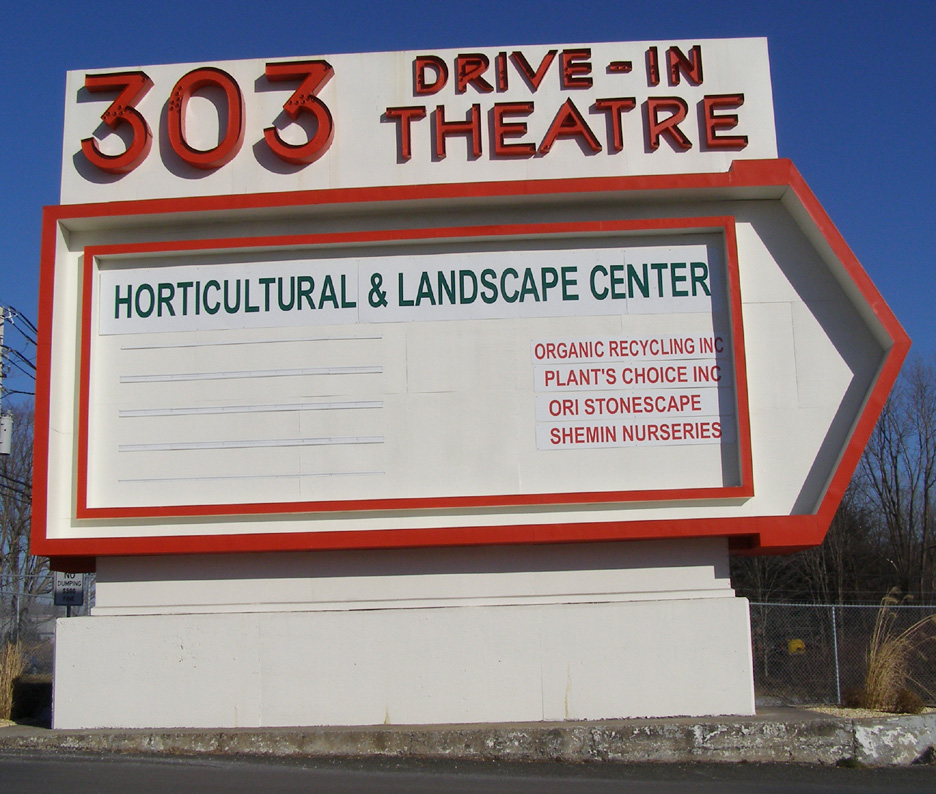 303 DRIVE-IN
THEATRE
HORTICULTURAL & LANDSCAPE CENTER
ORGANIC RECYCLING INC
PLANT'S CHOICE INC
ORI STONESCAPE
SHEMIN NURSERIES
NO
DUMPING